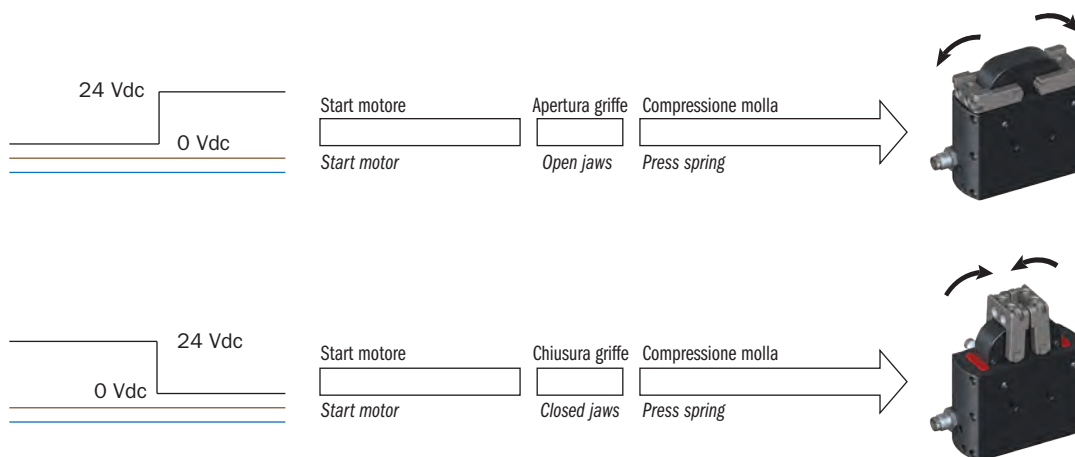 24 Vdc
0 Vdc
Start motore
Apertura griffe
Compressione molla
Start motor
Open jaws
Press spring
24 Vdc
0 Vdc
Start motore
Chiusura griffe
Compressione molla
Start motor
Closed jaws
Press spring